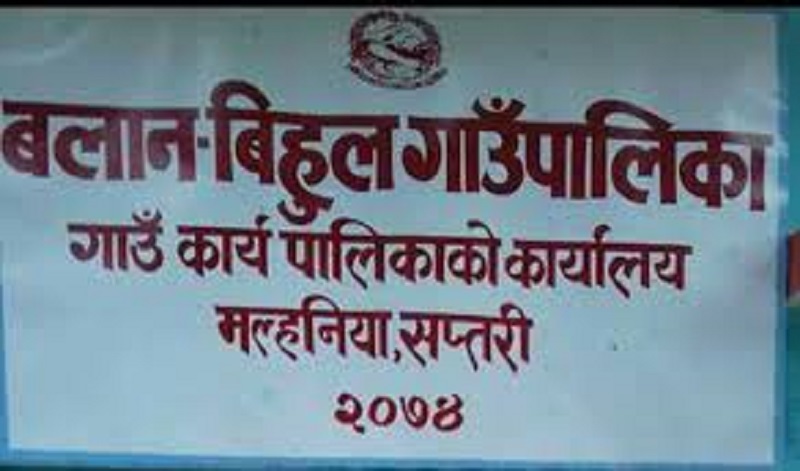 बलान-बिहुल गाउँपालिका
गाउँ कार्य पालिकाको कार्यालय
मल्हनिया,सप्तरी
२०७४